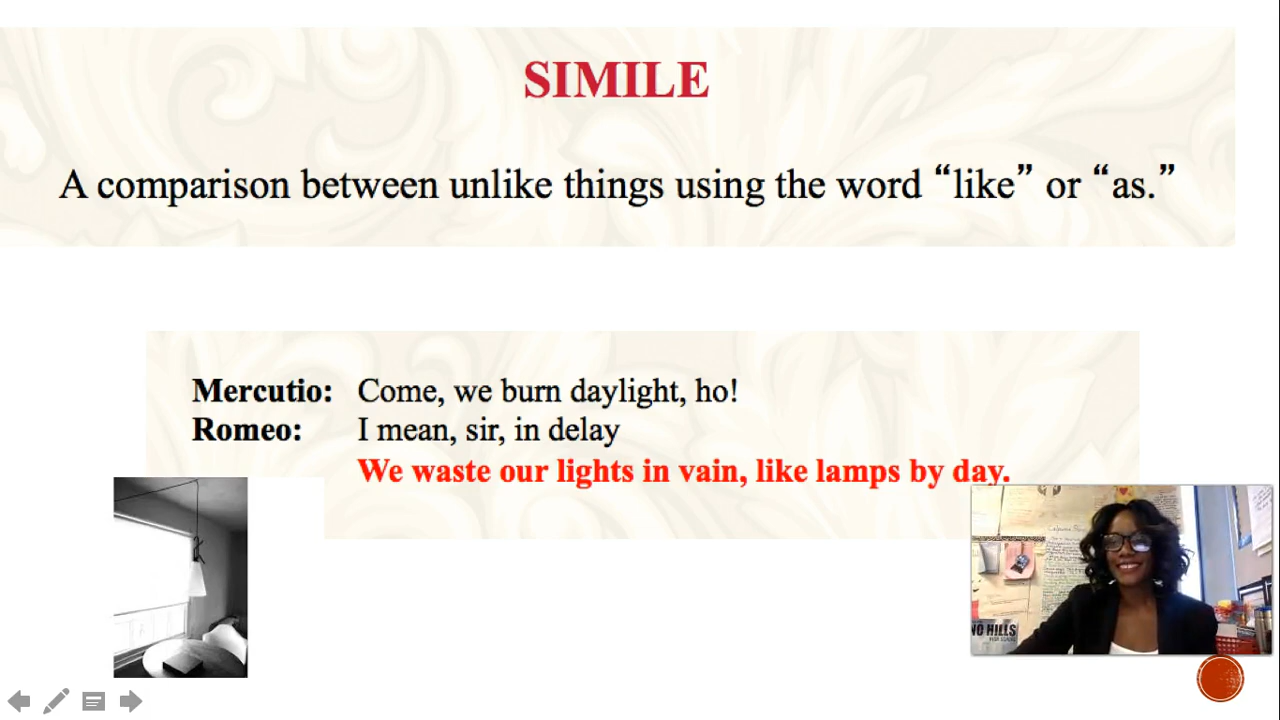 SIMILE
A comparison between unlike things using the word “like” or “as.”
Mercutio: Come, we burn daylight, ho!
Romeo: I mean, sir, in delay
We waste our lights in vain, like lamps by day.
NO HILLS